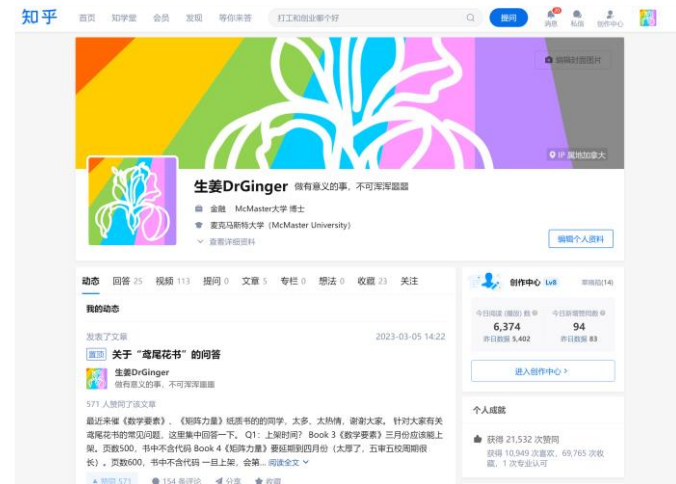 知乎 首页 知学堂 会员 发现 等你来答 打工和创业哪个好 提问 20 消息 私信 创作中心
编辑封面图片
IP 属地加拿大
生姜DrGinger 做有意义的事，不可浑浑噩噩
金融 McMaster大学 博士
麦克马斯特大学（McMaster University）
查看详细资料
编辑个人资料
动态 回答 25 视频 113 提问 0 文章 5 专栏 0 想法 0 收藏 23 关注
我的动态
发表了文章 2023-03-05 14:22
置顶 关于“鸢尾花书”的问答
生姜DrGinger
做有意义的事，不可浑浑噩噩
571 人赞同了该文章
最近来催《数学要素》、《矩阵力量》纸质书的的同学，太多，太热情，谢谢大家。 针对大家有关
鸢尾花书的常见问题，这里集中回答一下。 Q1：上架时间？ Book 3《数学要素》三月份应该能上
架。页数500，书中不含代码 Book 4《矩阵力量》要延期到四月份（太厚了，五审五校周期很
长）。页数600，书中不含代码 一旦上架，会第... 阅读全文
赞同 573 154 条评论 分享 收藏
创作中心 Lv8 (14)
今日阅读 (播放) 数 今日新增赞同数
6,374 94
昨日数据 5,402 昨日数据 83
进入创作中心
个人成就
获得 21,532 次赞同
获得 10,949 次喜欢，69,765 次收
藏，1 次专业认可